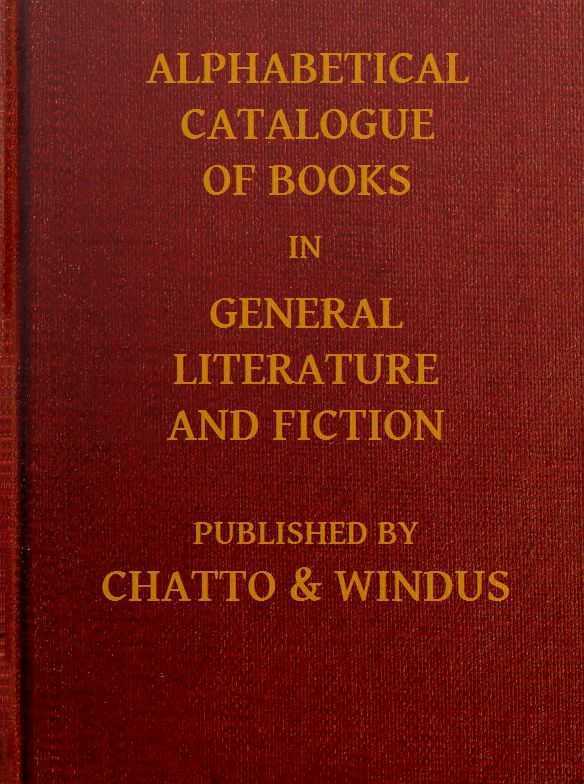 ALPHABETICAL
CATALOGUE
OF BOOKS
IN
GENERAL
LITERATURE
AND FICTION
PUBLISHED BY
CHATTO & WINDUS